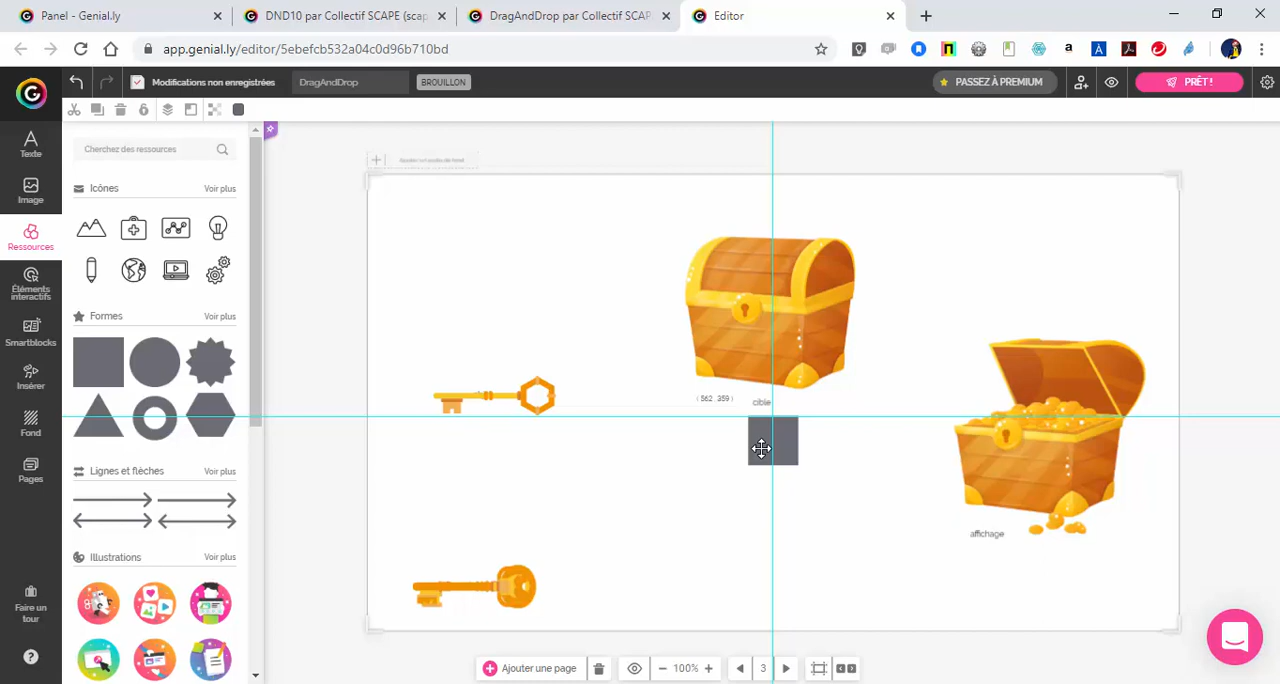 Panel - Genial.ly
DND10 par Collectif SCAPE (scap
DragAndDrop par Collectif SCAP
Editor
app.genial.ly/editor/5ebefcb532a04c0d96b710bd
Modifications non enregistrées
DragAndDrop
BROUILLON
PASSEZ À PREMIUM
PRÊT !
Texte
Image
Ressources
Éléments
interactifs
Smartblocks
Insérer
Fond
Pages
Faire un
tour
Cherchez des ressources
Icônes
Voir plus
Formes
Voir plus
Lignes et flèches
Voir plus
Illustrations
Voir plus
( 562 , 359 )
cible
affichage
Ajouter une page
100%
3